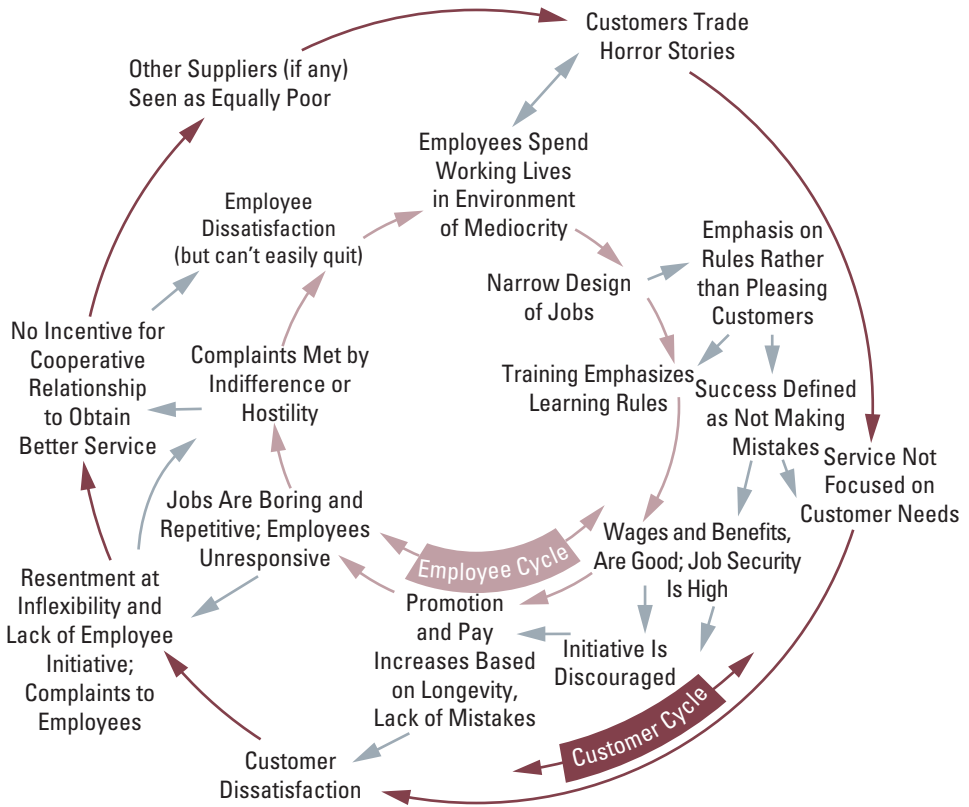 Customers Trade
Horror Stories
Other Suppliers (if any)
Seen as Equally Poor
Employees Spend
Working Lives
in Environment
of Mediocrity
Employee
Dissatisfaction
(but can't easily quit)
Emphasis on
Rules Rather
than Pleasing
Customers
Narrow Design
of Jobs
No Incentive for
Cooperative
Relationship
to Obtain
Better Service
Complaints Met by
Indifference or
Hostility
Training Emphasizes
Learning Rules
Success Defined
as Not Making
Mistakes
Service Not
Focused on
Customer Needs
Jobs Are Boring and
Repetitive; Employees
Unresponsive
Employee Cycle
Wages and Benefits,
Are Good; Job Security
Is High
Resentment at
Inflexibility and
Lack of Employee
Initiative;
Complaints to
Employees
Promotion
and Pay
Increases Based
on Longevity,
Lack of Mistakes
Initiative Is
Discouraged
Customer Cycle
Customer
Dissatisfaction